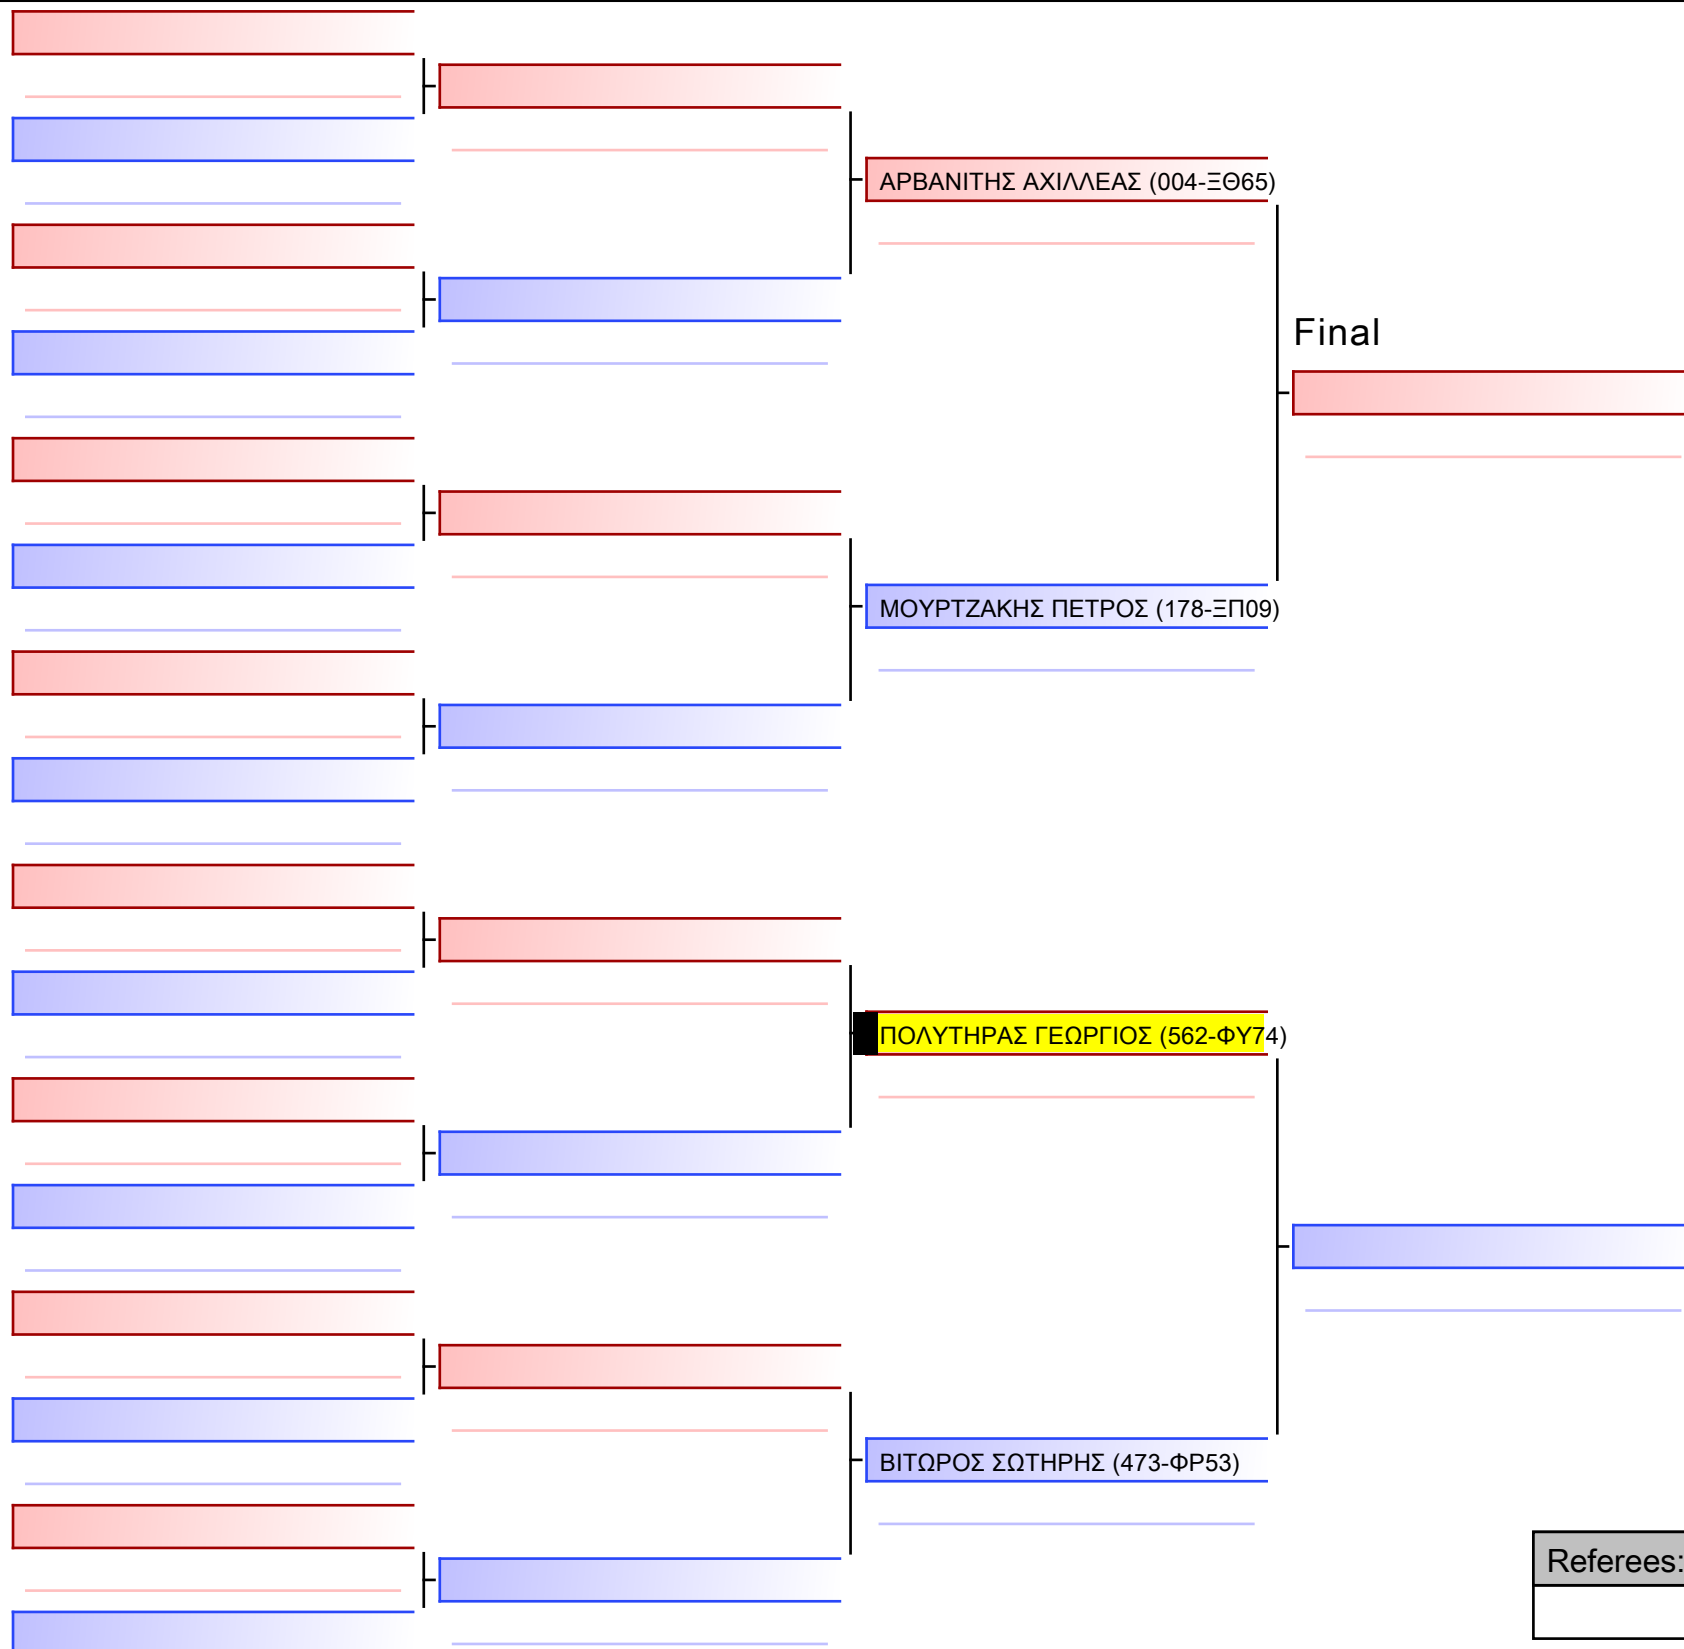 ΑΡΒΑΝΙΤΗΣ ΑΧΙΛΛΕΑΣ (004-ΞΘ65)
Final
ΜΟΥΡΤΖΑΚΗΣ ΠΕΤΡΟΣ (178-ΞΠ09)
ΠΟΛΥΤΗΡΑΣ ΓΕΩΡΓΙΟΣ (562-ΦΥ74)
ΒΙΤΩΡΟΣ ΣΩΤΗΡΗΣ (473-ΦΡ53)
Referees: